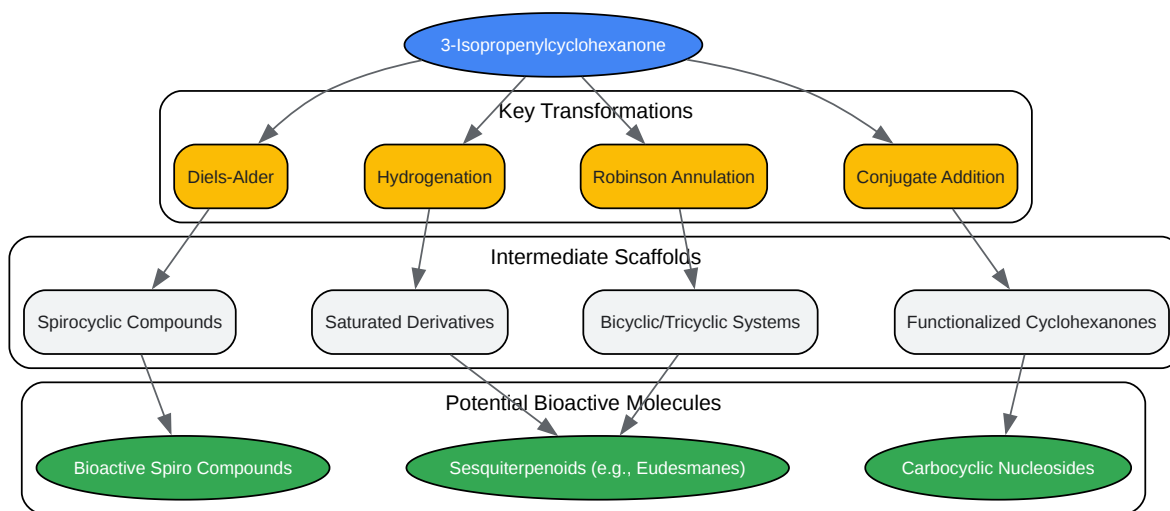 3-Isopropenylcyclohexanone
Key Transformations
Diels-Alder
Hydrogenation
Robinson Annulation
Conjugate Addition
Intermediate Scaffolds
Spirocyclic Compounds
Saturated Derivatives
Bicyclic/Tricyclic Systems
Functionalized Cyclohexanones
Potential Bioactive Molecules
Bioactive Spiro Compounds
Sesquiterpenoids (e.g., Eudesmanes)
Carbocyclic Nucleosides